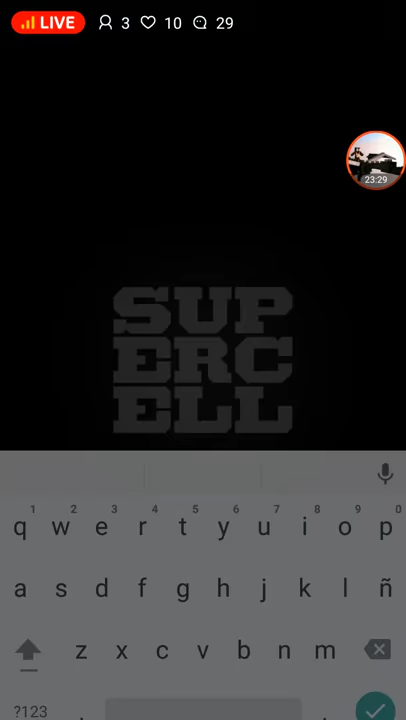 LIVE 3 10 29
23:29
SUP
ERC
ELL
1 2 3 4 5 6 7 8 9 0
q w e r t y u i o p
a s d f g h j k l ñ
z x c v b n m
?123 , .